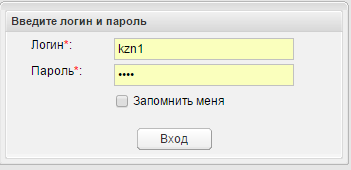 Введите логин и пароль
Логин*: kzn1
Пароль*: ••••
Запомнить меня
Вход